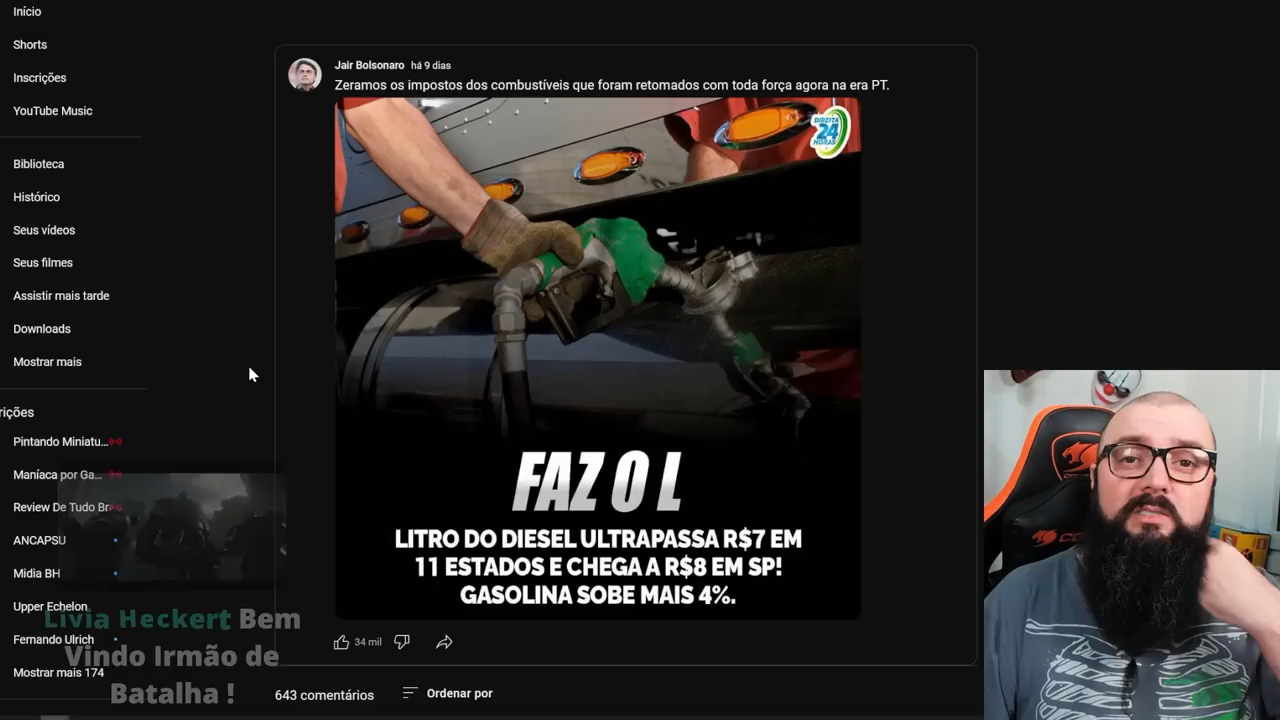 Início
Shorts
Inscrições
YouTube Music
Biblioteca
Histórico
Seus vídeos
Seus filmes
Assistir mais tarde
Downloads
Mostrar mais
rições
Pintando Miniatu...
Maníaca por Ga...
Review De Tudo Br
ANCAPSU
Midia BH
Upper Echelon
Fernando Ulrich
Mostrar mais 174
Livia Heckert Bem
Vindo Irmão de
Batalha !
Jair Bolsonaro há 9 dias
Zeramos os impostos dos combustíveis que foram retomados com toda força agora na era PT.
DIREITA
24
HORAS
FAZ O L
LITRO DO DIESEL ULTRAPASSA R$7 EM
11 ESTADOS E CHEGA A R$8 EM SP!
GASOLINA SOBE MAIS 4%.
34 mil
643 comentários
Ordenar por